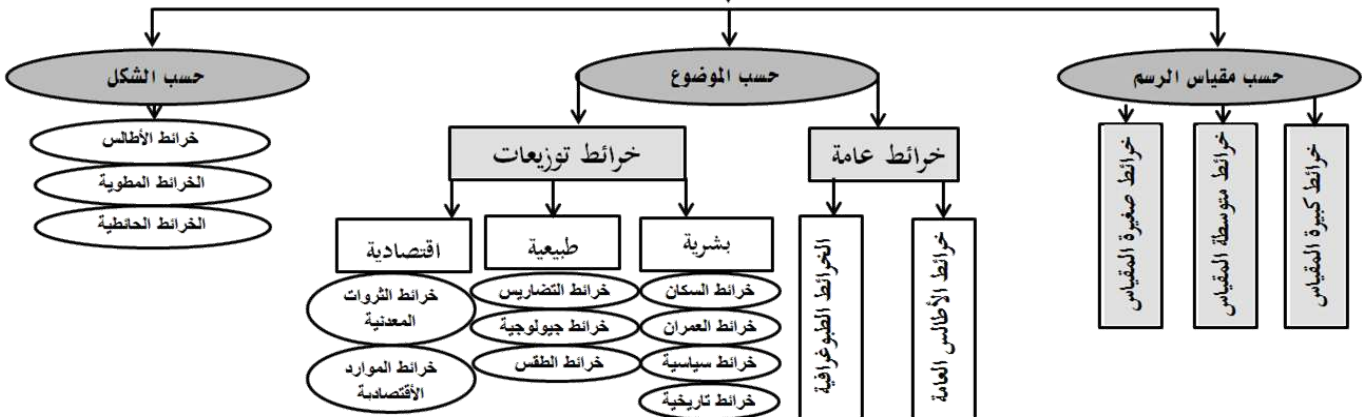 حسب مقياس الرسم
خرائط كبيرة المقياس
خرائط متوسطة المقياس
خرائط صغيرة المقياس
حسب الموضوع
خرائط عامة
خرائط الأطالس العامة
الخرائط الطبوغرافية
خرائط توزيعات
بشرية
خرائط السكان
خرائط العمران
خرائط سياسية
خرائط تاريخية
طبيعية
خرائط التضاريس
خرائط جيولوجية
خرائط الطقس
اقتصادية
خرائط الثروات
المعدنية
خرائط الموارد
الأقتصادية
حسب الشكل
خرائط الأطالس
الخرائط المطوية
الخرائط الحائطية